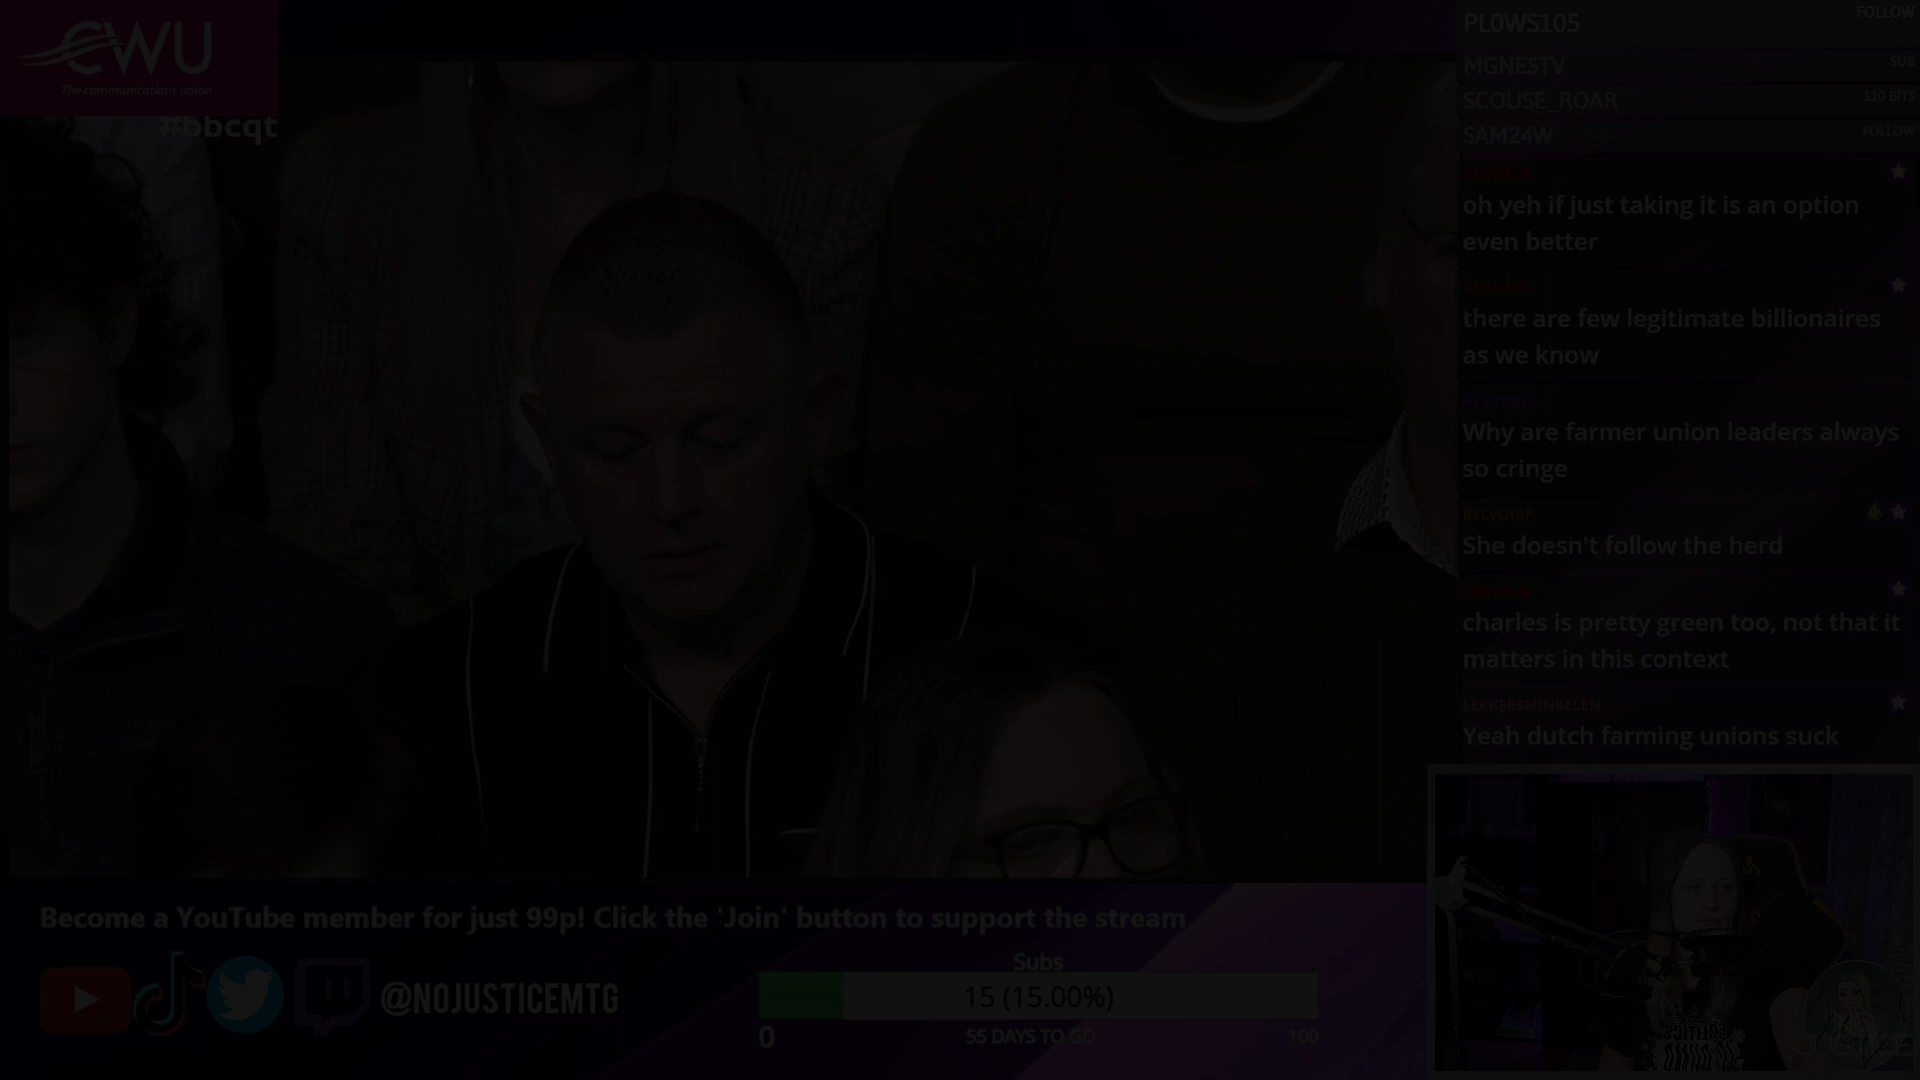 CWU
The communications union
#bbcqt
PL0WS105 FOLLOW
MGNESTV SUB
SCOUSE_ROAR 110 BITS
SAM24W FOLLOW
oh yeh if just taking it is an option
even better
there are few legitimate billionaires
as we know
Why are farmer union leaders always
so cringe
BELVOIRP
She doesn't follow the herd
charles is pretty green too, not that it
matters in this context
LEKKERSMINKELEN
Yeah dutch farming unions suck
Become a YouTube member for just 99p! Click the 'Join' button to support the stream
@NOJUSTICEMTG
Subs
15 (15.00%)
0 55 DAYS TO GO 100
JUSTICE